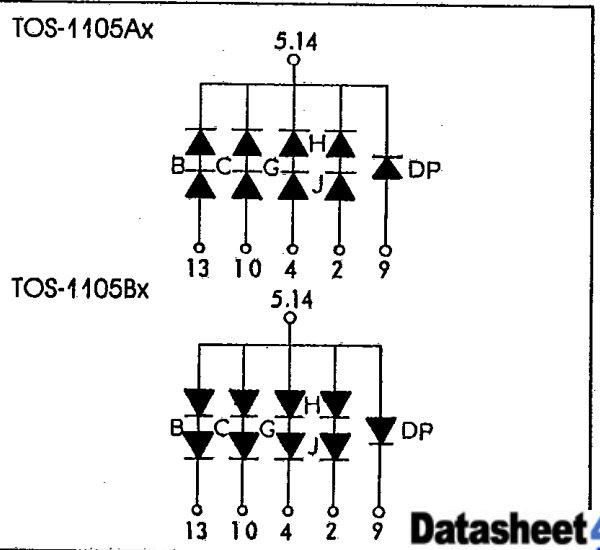 TOS-1105Ax
5.14
H
B C G DP
J
13 10 4 2 9
TOS-1105Bx
5.14
H
B C G DP
J
13 10 4 2 9
Datasheet4